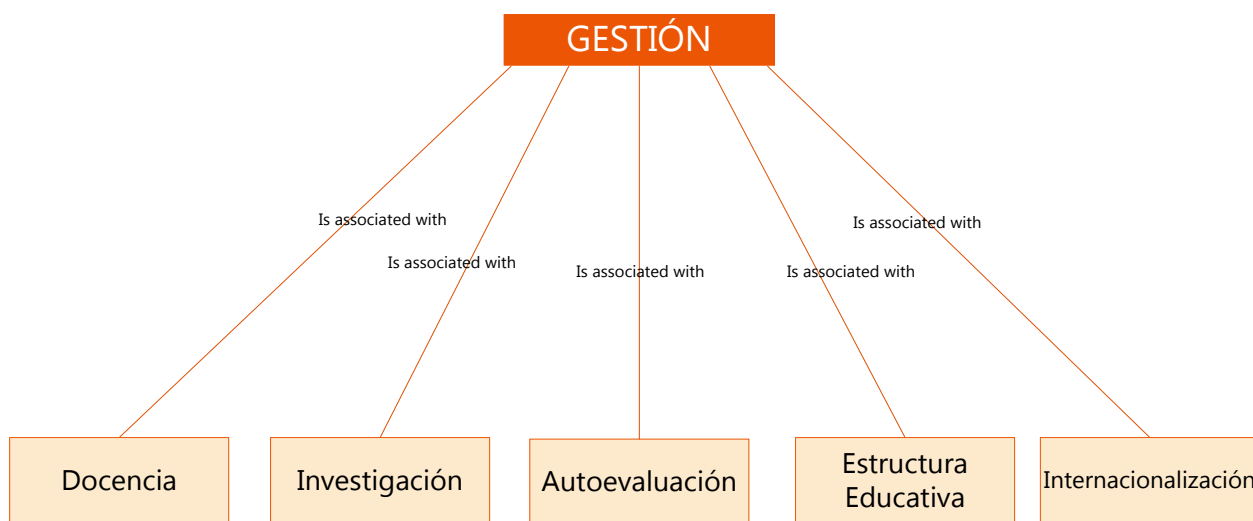 GESTIÓN
Is associated with
Is associated with
Is associated with
Is associated with
Is associated with
Docencia
Investigación
Autoevaluación
Estructura
Educativa
Internacionalización